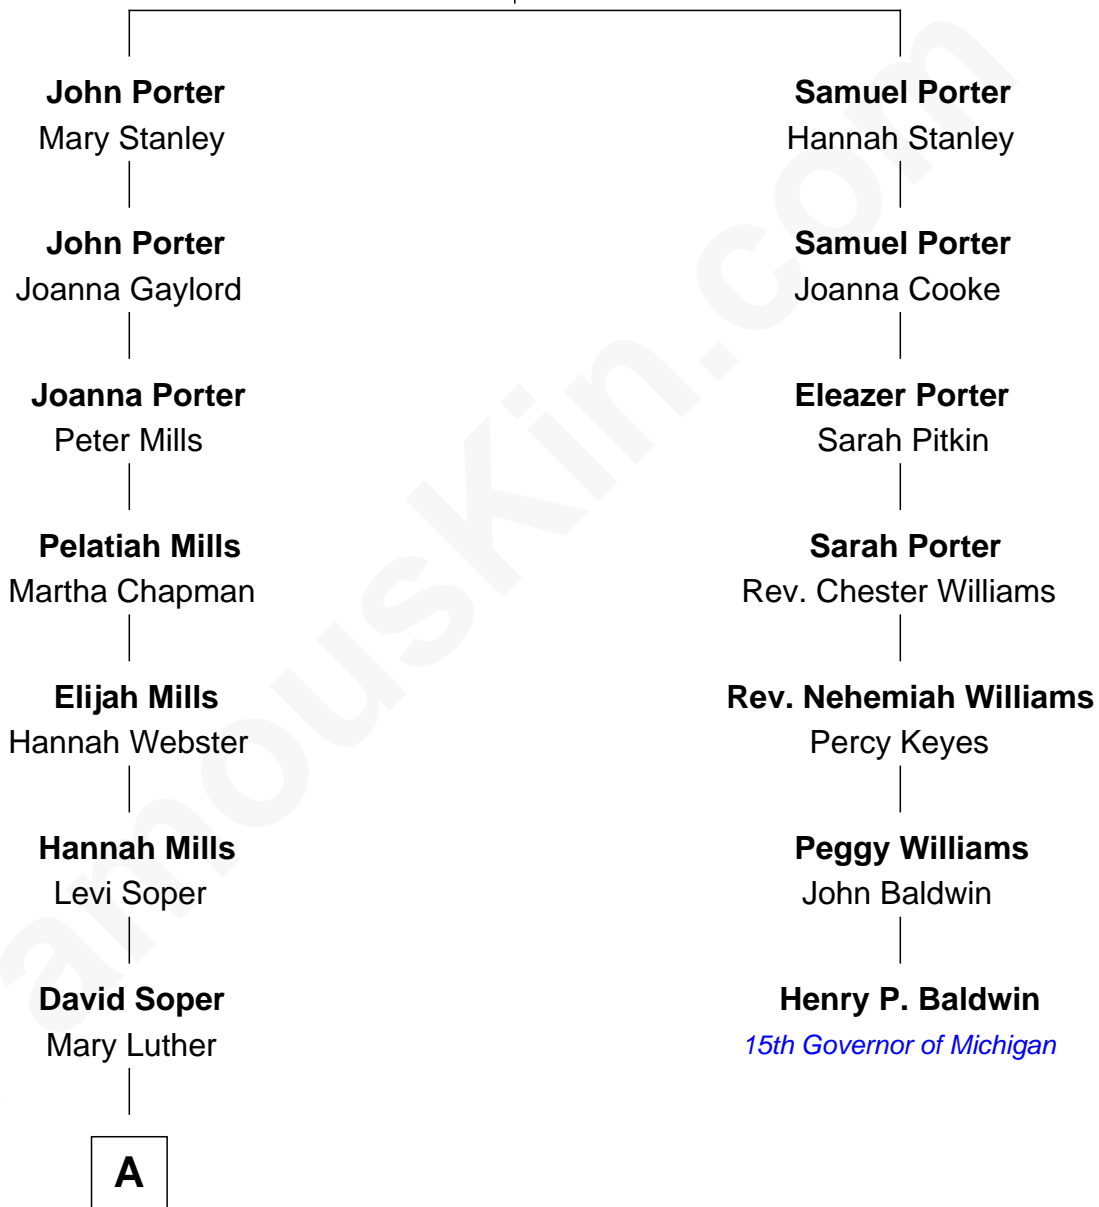 John Porter
Mary Stanley
John Porter
Joanna Gaylord
Joanna Porter
Peter Mills
Pelatiah Mills
Martha Chapman
Elijah Mills
Hannah Webster
Hannah Mills
Levi Soper
David Soper
Mary Luther
A
Samuel Porter
Hannah Stanley
Samuel Porter
Joanna Cooke
Eleazer Porter
Sarah Pitkin
Sarah Porter
Rev. Chester Williams
Rev. Nehemiah Williams
Percy Keyes
Peggy Williams
John Baldwin
Henry P. Baldwin
15th Governor of Michigan
amousKin.com